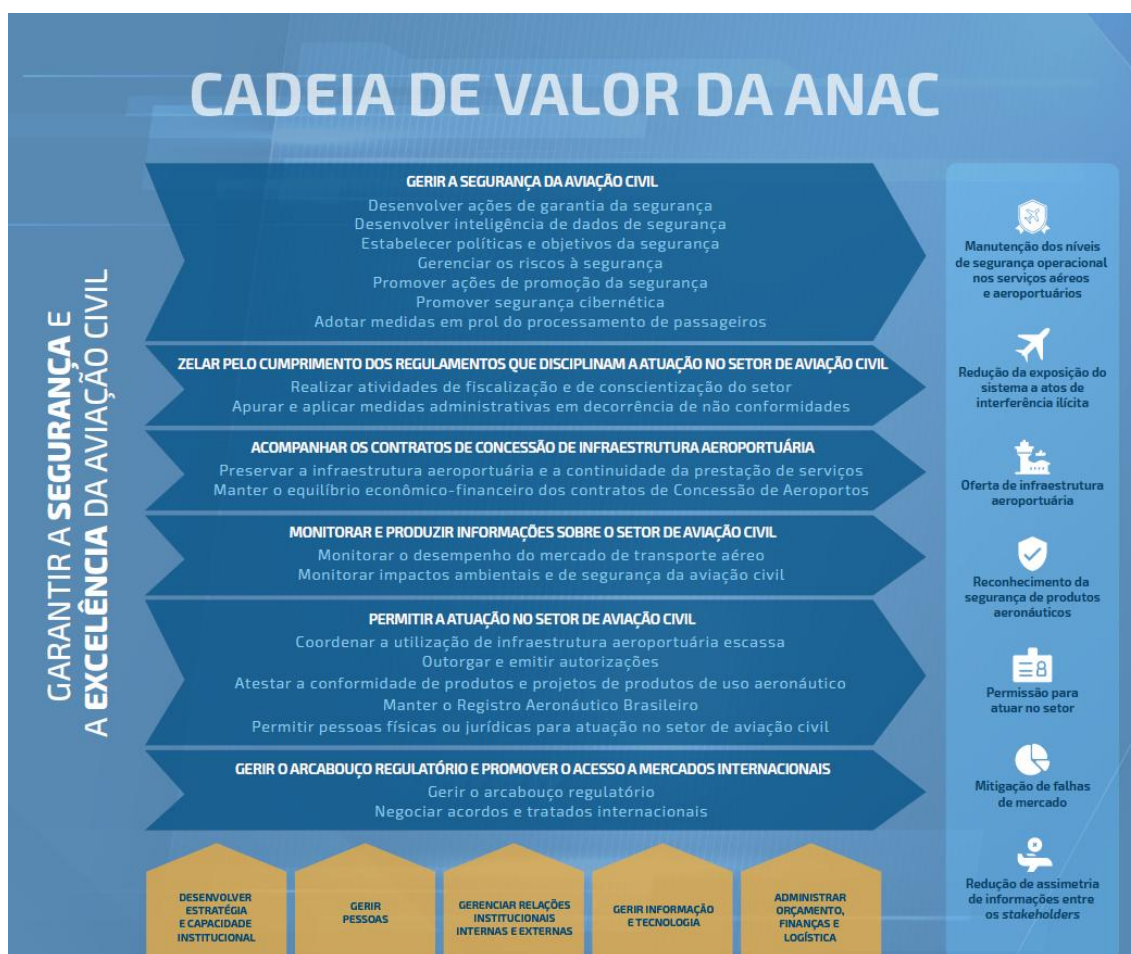 CADEIA DE VALOR DA ANAC
GARANTIR A SEGURANÇA E
A EXCELÊNCIA DA AVIAÇÃO CIVIL
GERIR A SEGURANÇA DA AVIAÇÃO CIVIL
Desenvolver ações de garantia da segurança
Desenvolver inteligência de dados de segurança
Estabelecer políticas e objetivos da segurança
Gerenciar os riscos à segurança
Promover ações de promoção da segurança
Promover segurança cibernética
Adotar medidas em prol do processamento de passageiros
ZELAR PELO CUMPRIMENTO DOS REGULAMENTOS QUE DISCIPLINAM A ATUAÇÃO NO SETOR DE AVIAÇÃO CIVIL
Realizar atividades de fiscalização e de conscientização do setor
Apurar e aplicar medidas administrativas em decorrência de não conformidades
ACOMPANHAR OS CONTRATOS DE CONCESSÃO DE INFRAESTRUTURA AEROPORTUÁRIA
Preservar a infraestrutura aeroportuária e a continuidade da prestação de serviços
Manter o equilíbrio econômico-financeiro dos contratos de Concessão de Aeroportos
MONITORAR E PRODUZIR INFORMAÇÕES SOBRE O SETOR DE AVIAÇÃO CIVIL
Monitorar o desempenho do mercado de transporte aéreo
Monitorar impactos ambientais e de segurança da aviação civil
PERMITIR A ATUAÇÃO NO SETOR DE AVIAÇÃO CIVIL
Coordenar a utilização de infraestrutura aeroportuária escassa
Outorgar e emitir autorizações
Atestar a conformidade de produtos e projetos de produtos de uso aeronáutico
Manter o Registro Aeronáutico Brasileiro
Permitir pessoas físicas ou jurídicas para atuação no setor de aviação civil
GERIR O ARCABOUÇO REGULATÓRIO E PROMOVER O ACESSO A MERCADOS INTERNACIONAIS
Gerir o arcabouço regulatório
Negociar acordos e tratados internacionais
DESENVOLVER
ESTRATÉGIA
E CAPACIDADE
INSTITUCIONAL
GERIR
PESSOAS
GERENCIAR RELAÇÕES
INSTITUCIONAIS
INTERNAS E EXTERNAS
GERIR INFORMAÇÃO
E TECNOLOGIA
ADMINISTRAR
ORÇAMENTO,
FINANÇAS E
LOGÍSTICA
Manutenção dos níveis
de segurança operacional
nos serviços aéreos
e aeroportuários
Redução da exposição do
sistema a atos de
interferência ilícita
Oferta de infraestrutura
aeroportuária
Reconhecimento da
segurança de produtos
aeronáuticos
Permissão para
atuar no setor
Mitigação de falhas
de mercado
Redução de assimetria
de informações entre
os stakeholders